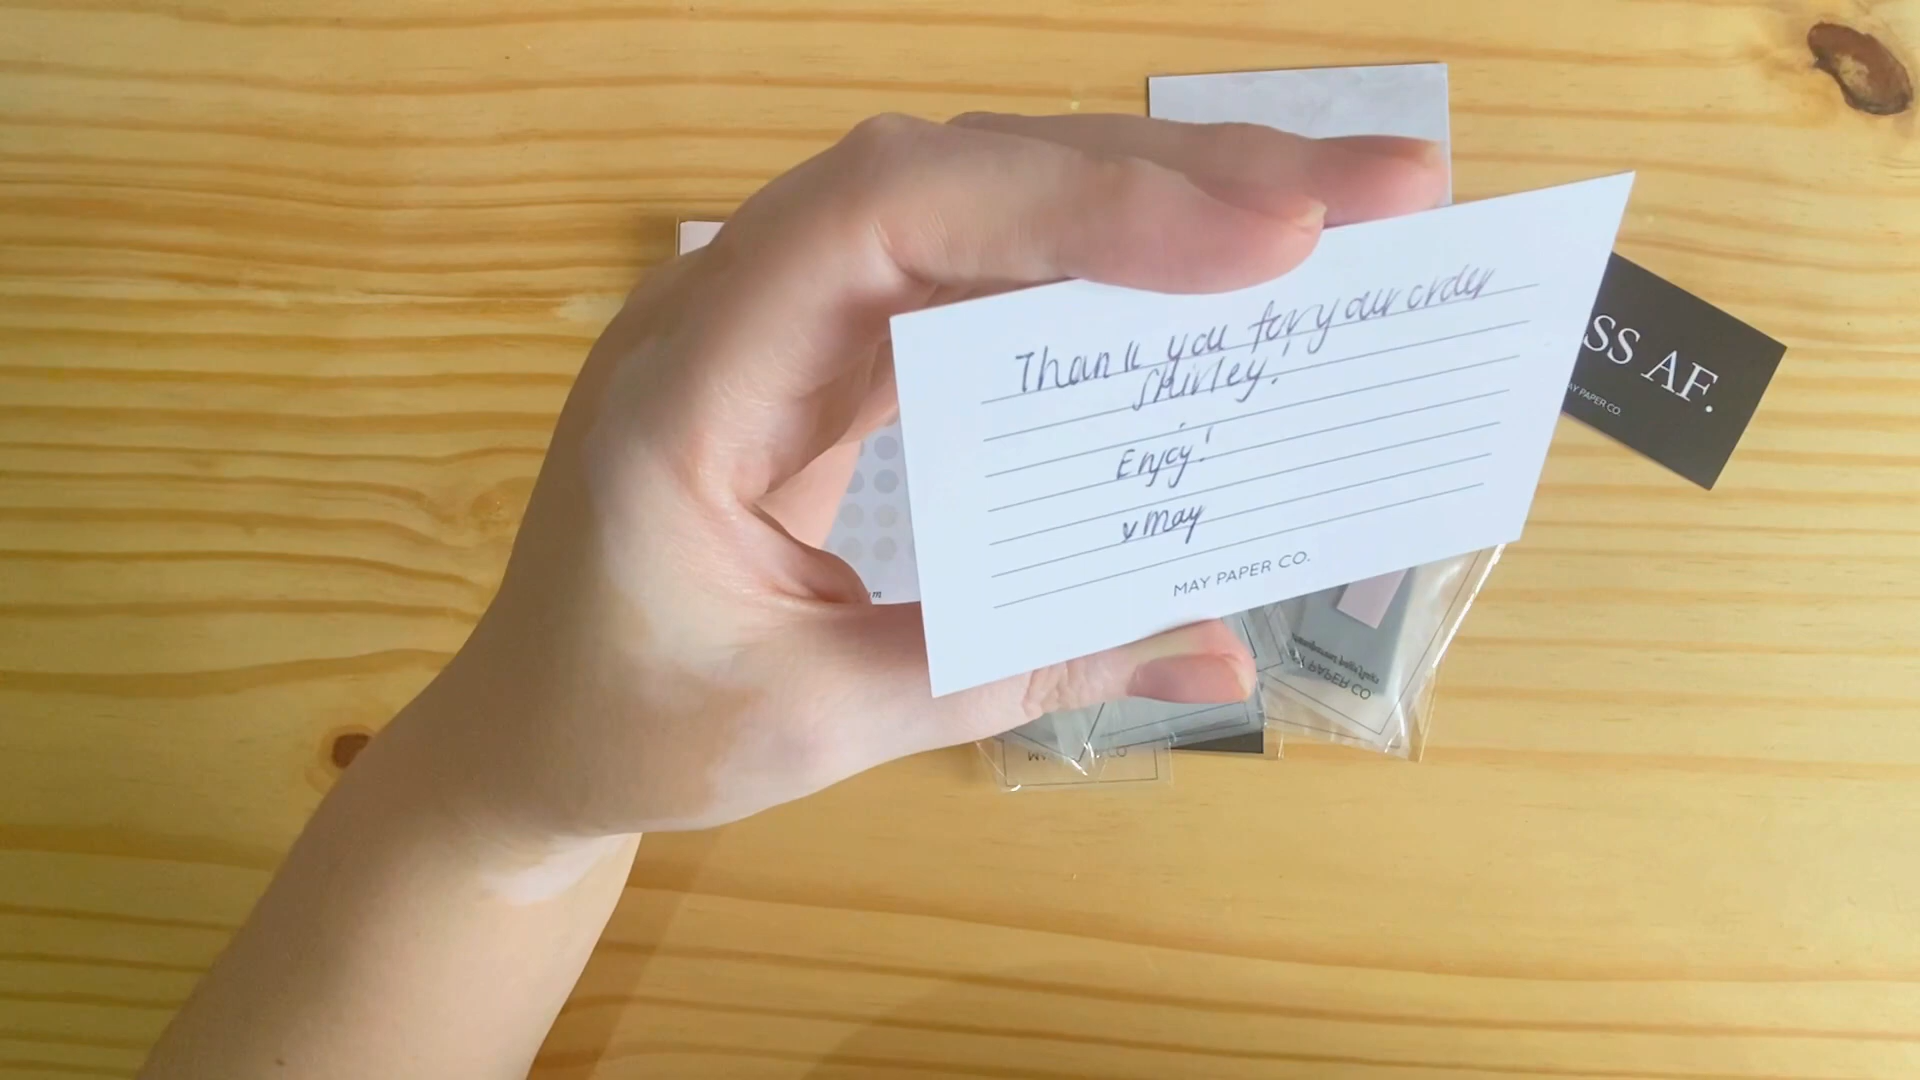 Thank you for your order
Shirley!
Enjoy!
May
MAY PAPER CO.
SS AF.
MAY PAPER CO.
MAY PAPER CO